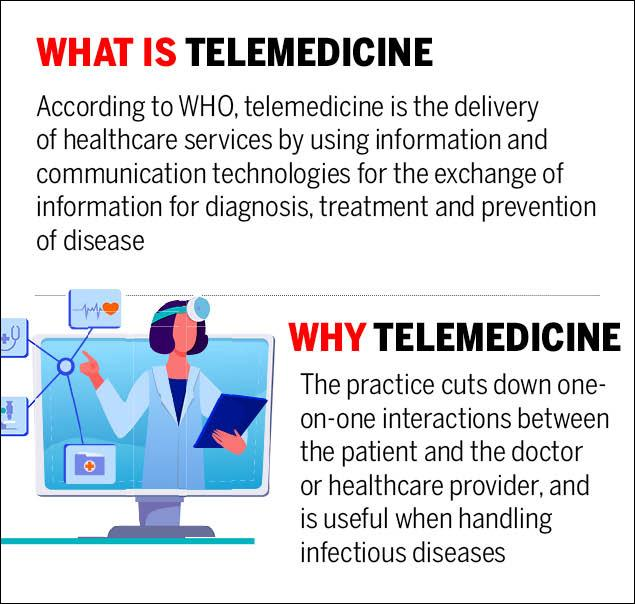 WHAT IS TELEMEDICINE
According to WHO, telemedicine is the delivery
of healthcare services by using information and
communication technologies for the exchange of
information for diagnosis, treatment and prevention
of disease
WHY TELEMEDICINE
The practice cuts down one-
on-one interactions between
the patient and the doctor
or healthcare provider, and
is useful when handling
infectious diseases